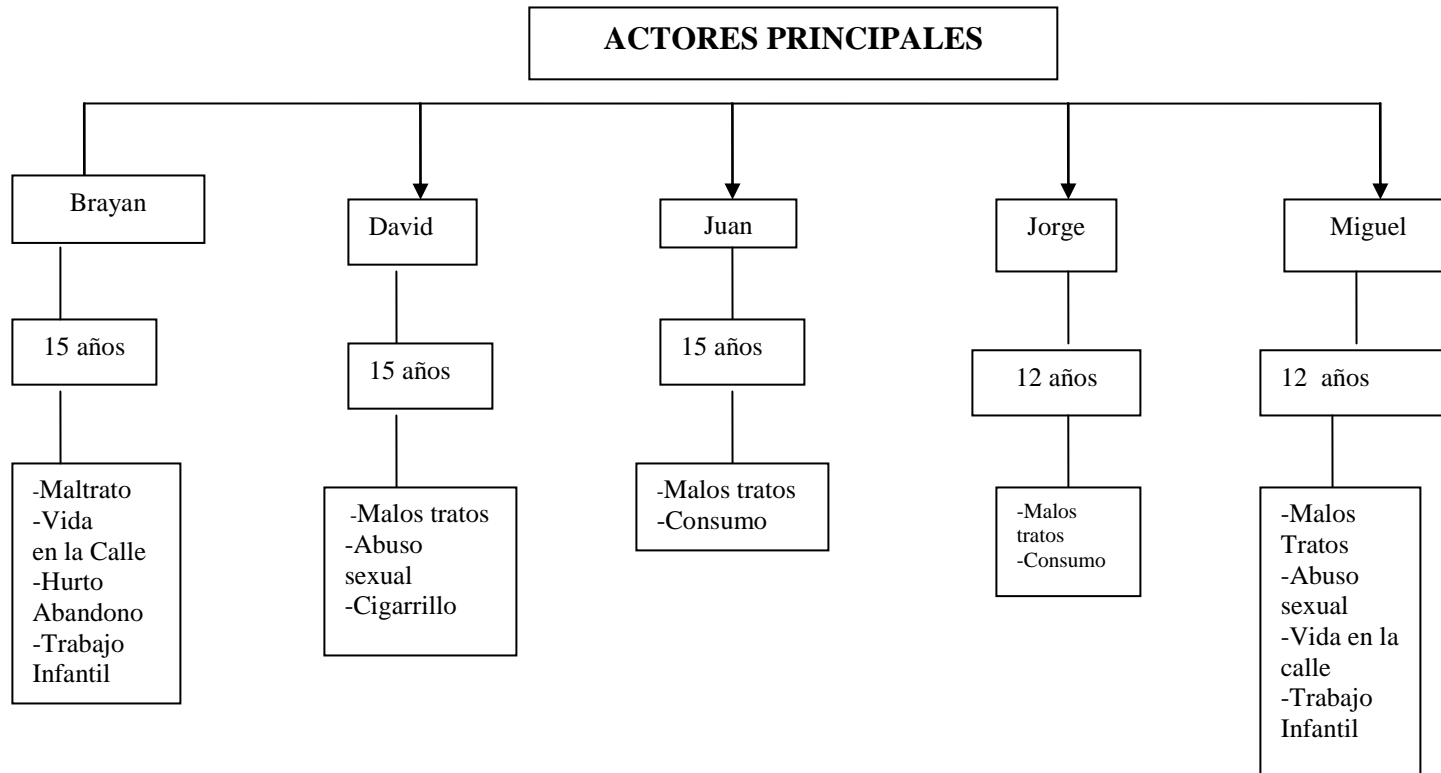 ACTORES PRINCIPALES
Brayan
David
Juan
Jorge
Miguel
15 años
15 años
15 años
12 años
12 años
-Maltrato
-Vida
en la Calle
-Hurto
Abandono
-Trabajo
Infantil
-Malos tratos
-Abuso
sexual
-Cigarrillo
-Malos tratos
-Consumo
-Malos
tratos
-Consumo
-Malos
Tratos
-Abuso
sexual
-Vida en la
calle
-Trabajo
Infantil